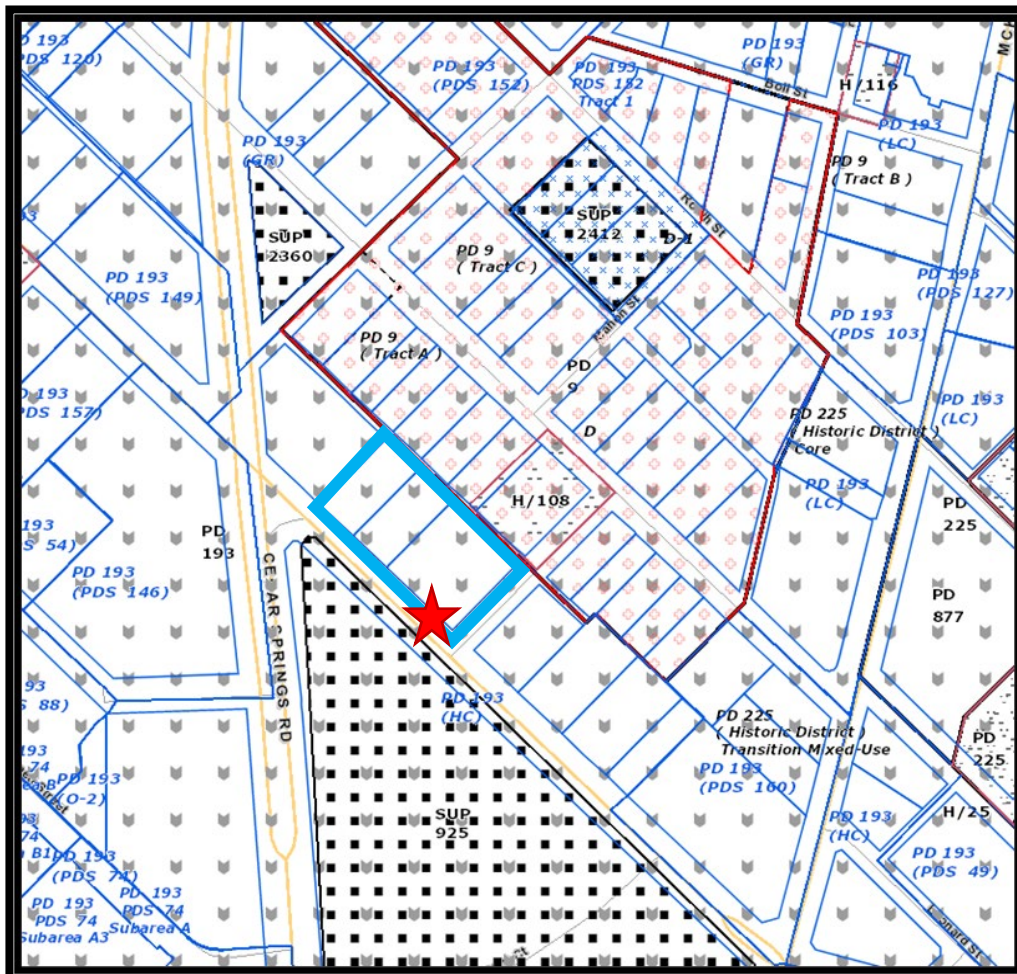 PD 193
(PDS 120)
PD 193
(PDS 152)
PD 193
PDS 182
Tract 1
PD 193
(GR)
Boll St
H/116
PD 193
(LC)
PD 193
(GR)
PD 9
( Tract B )
SUP
2360
SUP
2412
D-1
PD 9
( Tract C )
PD 193
(PDS 149)
PD 193
(PDS 127)
PD 193
(PDS 103)
Mahon St
PD 9
( Tract A )
PD
9
PD 193
(PDS 157)
PD 193
(LC)
PD 225
( Historic District )
Core
D
H/108
PD 193
(LC)
PD
225
PD
193
PD 193
(PDS 146)
CEDAR SPRINGS RD
PD
877
PD 193
(HC)
PD 225
( Historic District )
Transition Mixed-Use
PD
225
PD 193
(PDS 160)
PD 193
(O-2)
SUP
925
H/25
PD 193
(HC)
PD 193
(PDS 49)
PD 193
(PDS 74)
PD 193
PDS 74
Subarea A
PD 193
PDS 74
Subarea A3